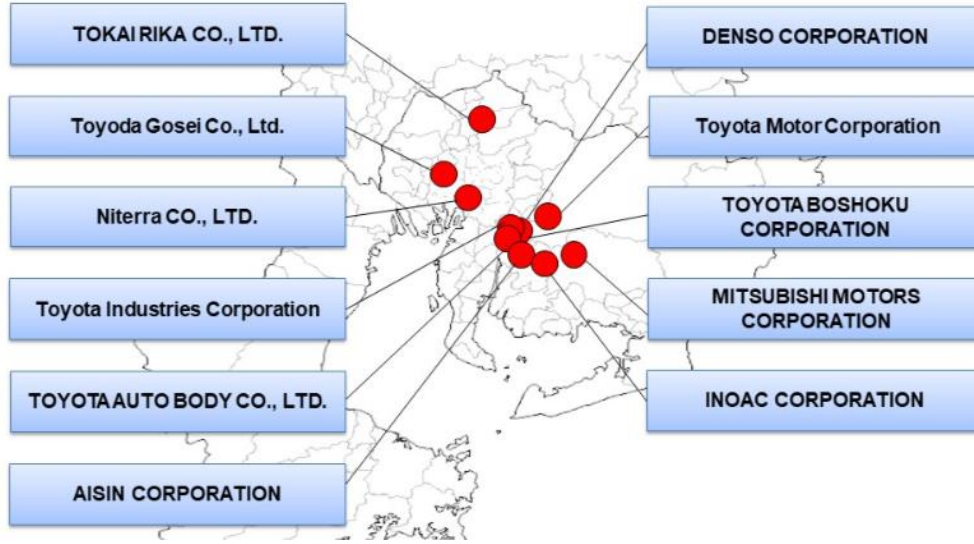 TOKAI RIKA CO., LTD.
Toyoda Gosei Co., Ltd.
Niterra CO., LTD.
Toyota Industries Corporation
TOYOTA AUTO BODY CO., LTD.
AISIN CORPORATION
DENSO CORPORATION
Toyota Motor Corporation
TOYOTA BOSHOKU
CORPORATION
MITSUBISHI MOTORS
CORPORATION
INOAC CORPORATION